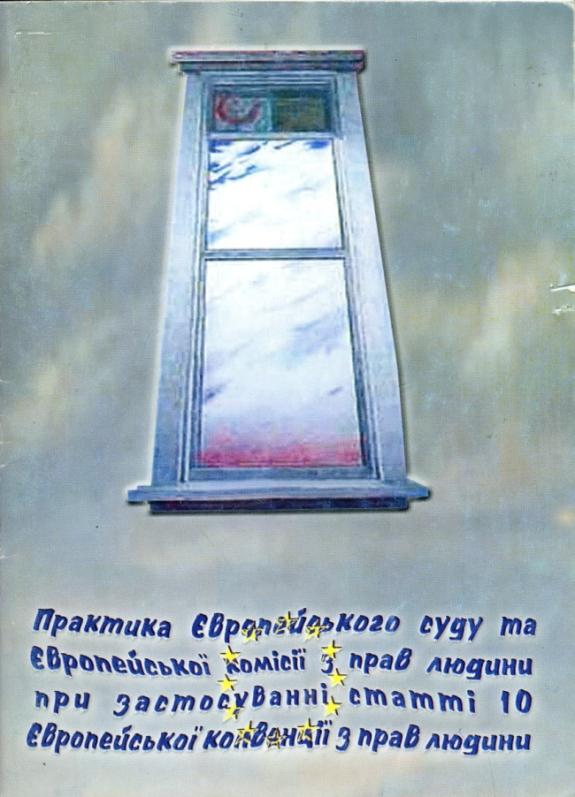 Практика Європейського суду та
Європейської комісії з прав людини
при застосуванні статті 10
Європейської конвенції з прав людини